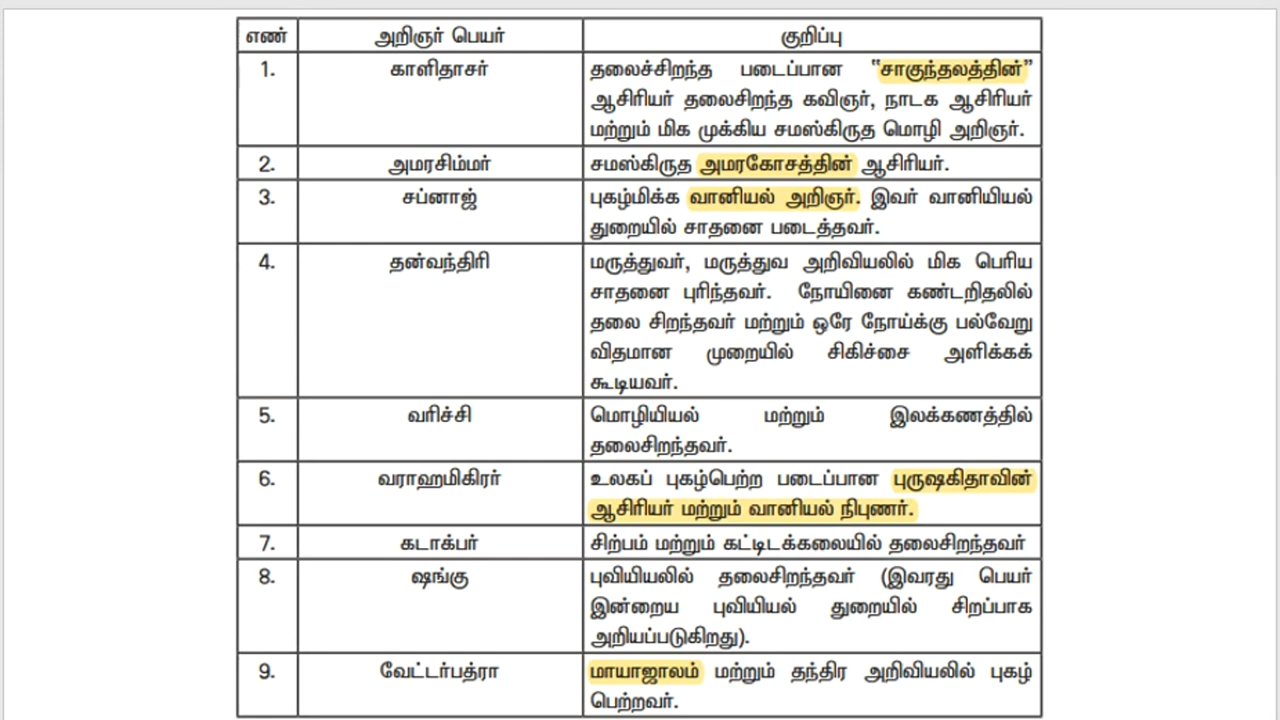 எண் அறிஞர் பெயர் குறிப்பு
1. காளிதாசர் தலைச்சிறந்த படைப்பான "சாகுந்தலத்தின்"
ஆசிரியர் தலைசிறந்த கவிஞர், நாடக ஆசிரியர்
மற்றும் மிக முக்கிய சமஸ்கிருத மொழி அறிஞர்.
2. அமரசிம்மர் சமஸ்கிருத அமரகோசத்தின் ஆசிரியர்.
3. சப்னாஜ் புகழ்மிக்க வானியல் அறிஞர். இவர் வானியியல்
துறையில் சாதனை படைத்தவர்.
4. தன்வந்திரி மருத்துவர், மருத்துவ அறிவியலில் மிக பெரிய
சாதனை புரிந்தவர். நோயினை கண்டறிதலில்
தலை சிறந்தவர் மற்றும் ஒரே நோய்க்கு பல்வேறு
விதமான முறையில் சிகிச்சை அளிக்கக்
கூடியவர்.
5. வரிச்சி மொழியியல் மற்றும் இலக்கணத்தில்
தலைசிறந்தவர்.
6. வராஹமிகிரர் உலகப் புகழ்பெற்ற படைப்பான புருஷகிதாவின்
ஆசிரியர் மற்றும் வானியல் நிபுணர்.
7. கடாக்பர் சிற்பம் மற்றும் கட்டிடக்கலையில் தலைசிறந்தவர்
8. ஷங்கு புவியியலில் தலைசிறந்தவர் (இவரது பெயர்
இன்றைய புவியியல் துறையில் சிறப்பாக
அறியப்படுகிறது).
9. வேட்டர்பத்ரா மாயாஜாலம் மற்றும் தந்திர அறிவியலில் புகழ்
பெற்றவர்.